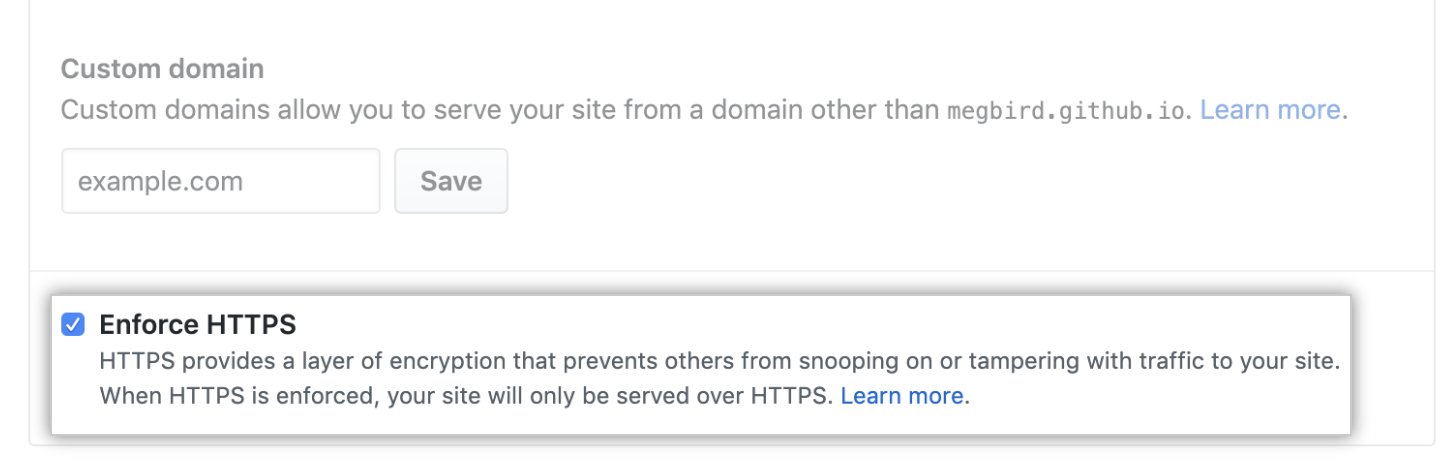 Custom domain
Custom domains allow you to serve your site from a domain other than megbird.github.io. Learn more.
example.com
Save
Enforce HTTPS
HTTPS provides a layer of encryption that prevents others from snooping on or tampering with traffic to your site.
When HTTPS is enforced, your site will only be served over HTTPS. Learn more.